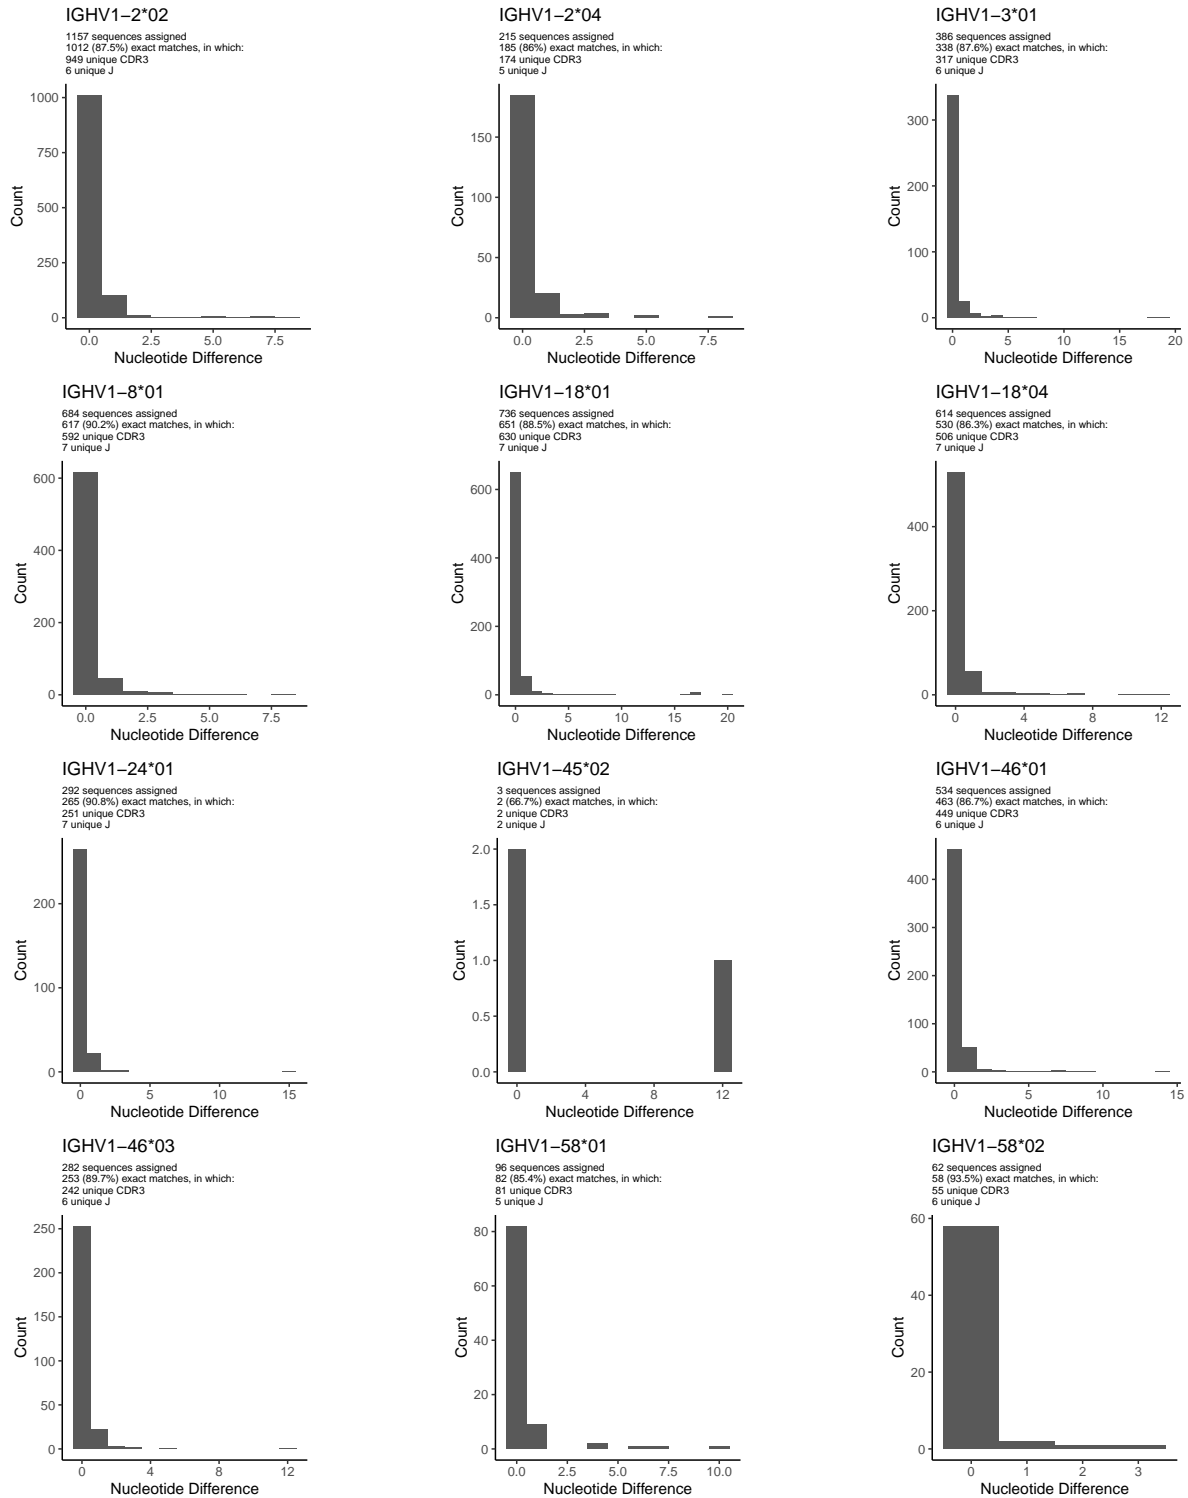 IGHV1−2*02
1157 sequences assigned
1012 (87.5%) exact matches, in which:
949 unique CDR3
6 unique J
1000
750
500
250
0
Count
0.0 2.5 5.0 7.5
Nucleotide Difference
IGHV1−2*04
215 sequences assigned
185 (86%) exact matches, in which:
174 unique CDR3
5 unique J
150
100
50
0
Count
0.0 2.5 5.0 7.5
Nucleotide Difference
IGHV1−3*01
386 sequences assigned
338 (87.6%) exact matches, in which:
317 unique CDR3
6 unique J
300
200
100
0
Count
0 5 10 15 20
Nucleotide Difference
IGHV1−8*01
684 sequences assigned
617 (90.2%) exact matches, in which:
592 unique CDR3
7 unique J
600
400
200
0
Count
0.0 2.5 5.0 7.5
Nucleotide Difference
IGHV1−18*01
736 sequences assigned
651 (88.5%) exact matches, in which:
630 unique CDR3
7 unique J
600
400
200
0
Count
0 5 10 15 20
Nucleotide Difference
IGHV1−18*04
614 sequences assigned
530 (86.3%) exact matches, in which:
506 unique CDR3
7 unique J
400
200
0
Count
0 4 8 12
Nucleotide Difference
IGHV1−24*01
292 sequences assigned
265 (90.8%) exact matches, in which:
251 unique CDR3
7 unique J
200
100
0
Count
0 5 10 15
Nucleotide Difference
IGHV1−45*02
3 sequences assigned
2 (66.7%) exact matches, in which:
2 unique CDR3
2 unique J
2.0
1.5
1.0
0.5
0.0
Count
0 4 8 12
Nucleotide Difference
IGHV1−46*01
534 sequences assigned
463 (86.7%) exact matches, in which:
449 unique CDR3
6 unique J
400
300
200
100
0
Count
0 5 10 15
Nucleotide Difference
IGHV1−46*03
282 sequences assigned
253 (89.7%) exact matches, in which:
242 unique CDR3
6 unique J
250
200
150
100
50
0
Count
0 4 8 12
Nucleotide Difference
IGHV1−58*01
96 sequences assigned
82 (85.4%) exact matches, in which:
81 unique CDR3
5 unique J
80
60
40
20
0
Count
0.0 2.5 5.0 7.5 10.0
Nucleotide Difference
IGHV1−58*02
62 sequences assigned
58 (93.5%) exact matches, in which:
55 unique CDR3
6 unique J
60
40
20
0
Count
0 1 2 3
Nucleotide Difference